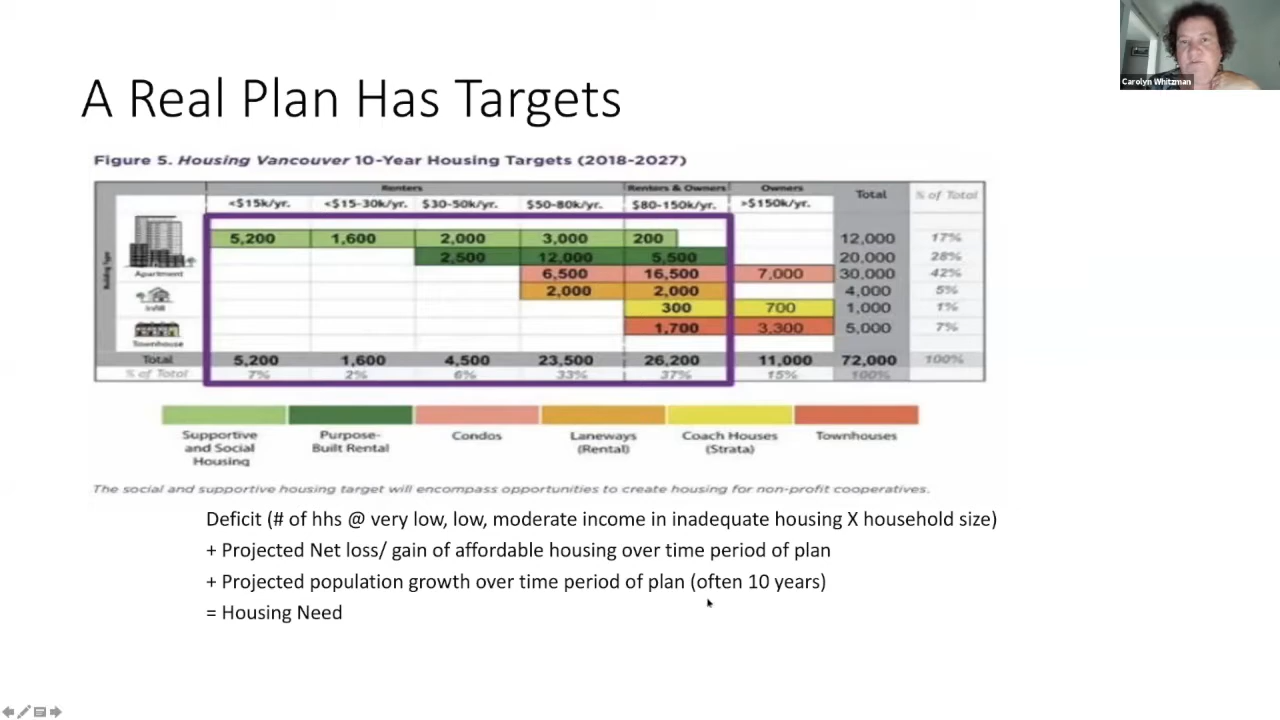 Carolyn Whitzman
A Real Plan Has Targets
Figure 5. Housing Vancouver 10-Year Housing Targets (2018-2027)
Renters Renters & Owners Owners Total % of Total
<$15k/yr. <$15-30k/yr. $30-50k/yr. $50-80k/yr. $80-150k/yr. >$150k/yr.
Building Type
5,200 1,600 2,000 3,000 200 12,000 17%
2,500 12,000 5,500 20,000 28%
Apartment 6,500 16,500 7,000 30,000 42%
2,000 2,000 4,000 5%
Infill 300 700 1,000 1%
1,700 3,300 5,000 7%
Townhouse
Total 5,200 1,600 4,500 23,500 26,200 11,000 72,000 100%
% of Total 7% 2% 6% 33% 37% 15% 100%
Supportive and Social Housing
Purpose-Built Rental
Condos
Laneways (Rental)
Coach Houses (Strata)
Townhouses
The social and supportive housing target will encompass opportunities to create housing for non-profit cooperatives.
Deficit (# of hhs @ very low, low, moderate income in inadequate housing X household size)
+ Projected Net loss/ gain of affordable housing over time period of plan
+ Projected population growth over time period of plan (often 10 years)
= Housing Need